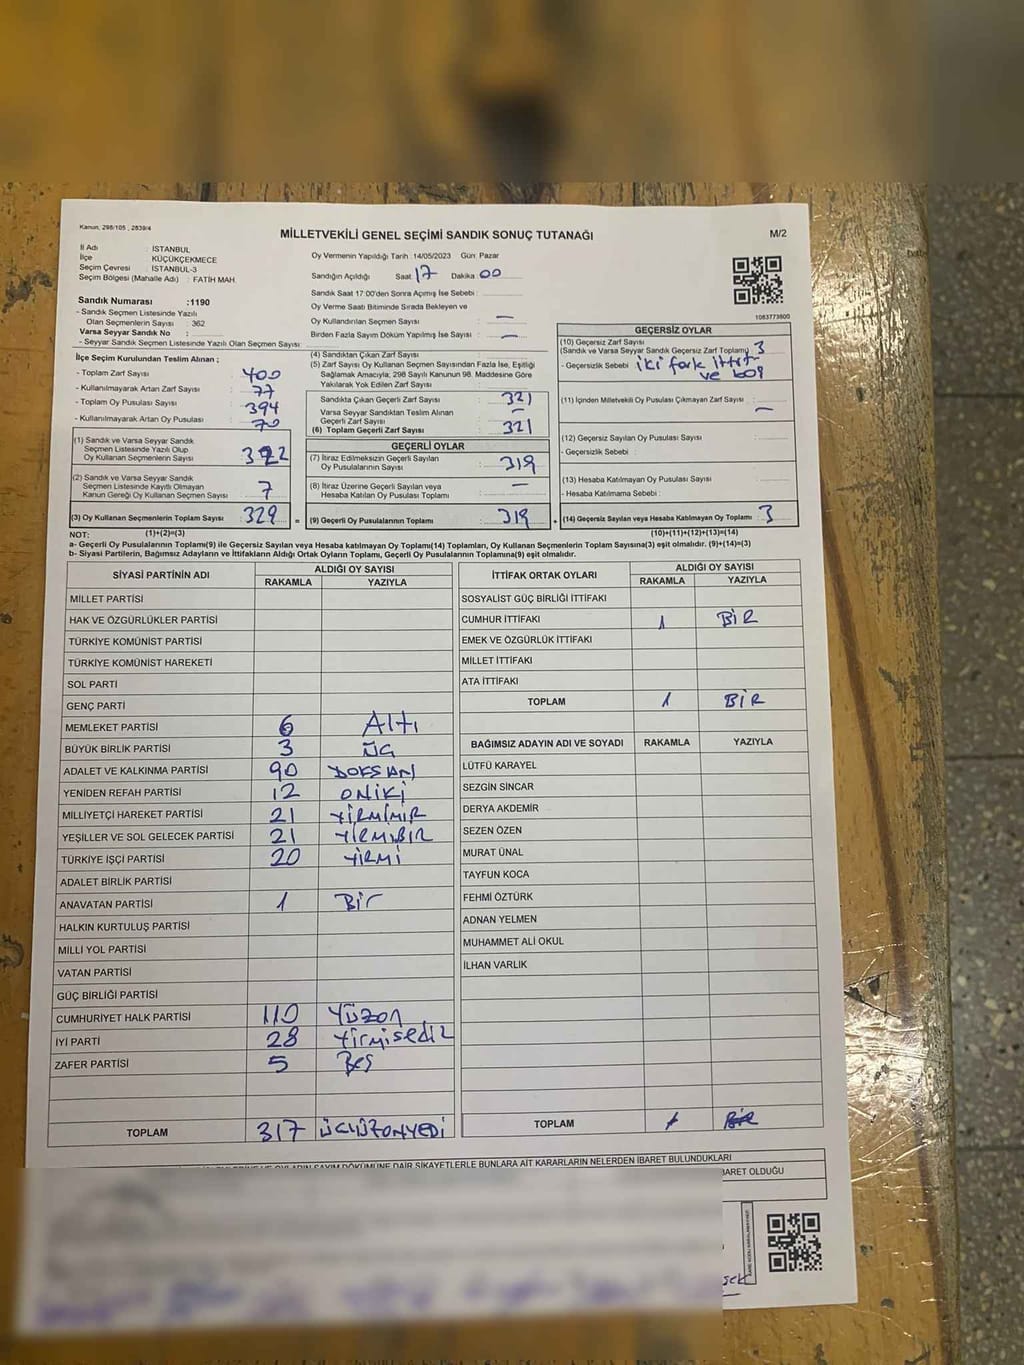 Kanun, 298/105 , 2839/4
MİLLETVEKİLİ GENEL SEÇİMİ SANDIK SONUÇ TUTANAĞI
M/2
İl Adı : İSTANBUL
İlçe : KÜÇÜKÇEKMECE
Seçim Çevresi : İSTANBUL-3
Seçim Bölgesi (Mahalle Adı) : FATİH MAH.
Sandık Numarası :1190
- Sandık Seçmen Listesinde Yazılı
Olan Seçmenlerin Sayısı : 362
Varsa Seyyar Sandık No :
- Seyyar Sandık Seçmen Listesinde Yazılı Olan Seçmen Sayısı:
Oy Vermenin Yapıldığı Tarih :14/05/2023 Gün: Pazar
Sandığın Açıldığı Saat 17 Dakika 00
Sandık Saat 17:00'den Sonra Açmış İse Sebebi :
Oy Verme Saati Bitiminde Sırada Bekleyen ve
Oy Kullandırılan Seçmen Sayısı : —
Birden Fazla Sayım Döküm Yapılmış İse Sayısı : —
1083773800
İlçe Seçim Kurulundan Teslim Alınan ;
- Toplam Zarf Sayısı : 400
- Kullanılmayarak Artan Zarf Sayısı : 77
- Toplam Oy Pusulası Sayısı : 394
- Kullanılmayarak Artan Oy Pusulası : 70
(1) Sandık ve Varsa Seyyar Sandık
Seçmen Listesinde Yazılı Olup
Oy Kullanan Seçmenlerin Sayısı :
(2) Sandık ve Varsa Seyyar Sandık
Seçmen Listesinde Kayıtlı Olmayan
Kanun Gereği Oy Kullanan Seçmen Sayısı : 7
(3) Oy Kullanan Seçmenlerin Toplam Sayısı : 329
(4) Sandıktan Çıkan Zarf Sayısı :
(5) Zarf Sayısı Oy Kullanan Seçmen Sayısından Fazla İse, Eşitliği
Sağlamak Amacıyla; 298 Sayılı Kanunun 98. Maddesine Göre
Yakılarak Yok Edilen Zarf Sayısı :
Sandıkta Çıkan Geçerli Zarf Sayısı : 321
Varsa Seyyar Sandıktan Teslim Alınan
Geçerli Zarf Sayısı : —
(6) Toplam Geçerli Zarf Sayısı : 321
GEÇERLİ OYLAR
(7) İtiraz Edilmeksizin Geçerli Sayılan
Oy Pusulalarının Sayısı : 319
(8) İtiraz Üzerine Geçerli Sayılan veya
Hesaba Katılan Oy Pusulası Toplamı : —
= (9) Geçerli Oy Pusulalarının Toplamı : 319
GEÇERSİZ OYLAR
(10) Geçersiz Zarf Sayısı
(Sandık ve Varsa Seyyar Sandık Geçersiz Zarf Toplamı) : 3
- Geçersizlik Sebebi : iki
ve boş
(11) İçinden Milletvekili Oy Pusulası Çıkmayan Zarf Sayısı : —
(12) Geçersiz Sayılan Oy Pusulası Sayısı :
- Geçersizlik Sebebi :
(13) Hesaba Katılmayan Oy Pusulası Sayısı :
- Hesaba Katılmama Sebebi :
+ (14) Geçersiz Sayılan veya Hesaba Katılmayan Oy Toplamı : 3
NOT: (1)+(2)=(3) (10)+(11)+(12)+(13)=(14)
a- Geçerli Oy Pusulalarının Toplamı(9) ile Geçersiz Sayılan veya Hesaba katılmayan Oy Toplamı(14) Toplamları, Oy Kullanan Seçmenlerin Toplam Sayısına(3) eşit olmalıdır. (9)+(14)=(3)
b- Siyasi Partilerin, Bağımsız Adayların ve İttifakların Aldığı Ortak Oyların Toplamı, Geçerli Oy Pusulalarının Toplamına(9) eşit olmalıdır.
SİYASİ PARTİNİN ADI
ALDIĞI OY SAYISI
RAKAMLA YAZIYLA
MİLLET PARTİSİ
HAK VE ÖZGÜRLÜKLER PARTİSİ
TÜRKİYE KOMÜNİST PARTİSİ
TÜRKİYE KOMÜNİST HAREKETİ
SOL PARTİ
GENÇ PARTİ
MEMLEKET PARTİSİ 6 Altı
BÜYÜK BİRLİK PARTİSİ 3 ÜÇ
ADALET VE KALKINMA PARTİSİ 90 DOKSAN
YENİDEN REFAH PARTİSİ 12 ONİKİ
MİLLİYETÇİ HAREKET PARTİSİ 21
YEŞİLLER VE SOL GELECEK PARTİSİ 21 YİRMİBİR
TÜRKİYE İŞÇİ PARTİSİ 20 YİRMİ
ADALET BİRLİK PARTİSİ
ANAVATAN PARTİSİ 1 Bir
HALKIN KURTULUŞ PARTİSİ
MİLLİ YOL PARTİSİ
VATAN PARTİSİ
GÜÇ BİRLİĞİ PARTİSİ
CUMHURİYET HALK PARTİSİ 110 YÜZON
İYİ PARTİ 28
ZAFER PARTİSİ 5 Beş
TOPLAM 317 ÜÇYÜZONYEDİ
İTTİFAK ORTAK OYLARI
ALDIĞI OY SAYISI
RAKAMLA YAZIYLA
SOSYALİST GÜÇ BİRLİĞİ İTTİFAKI
CUMHUR İTTİFAKI 1 BİR
EMEK VE ÖZGÜRLÜK İTTİFAKI
MİLLET İTTİFAKI
ATA İTTİFAKI
TOPLAM 1 BİR
BAĞIMSIZ ADAYIN ADI VE SOYADI RAKAMLA YAZIYLA
LÜTFÜ KARAYEL
SEZGİN SİNCAR
DERYA AKDEMİR
SEZEN ÖZEN
MURAT ÜNAL
TAYFUN KOCA
FEHMİ ÖZTÜRK
ADNAN YELMEN
MUHAMMET ALİ OKUL
İLHAN VARLIK
TOPLAM 1 BİR
DÖKÜMÜNE DAİR ŞİKAYETLERLE BUNLARA AİT KARARLARIN NELERDEN İBARET BULUNDUKLARI
İBARET OLDUĞU